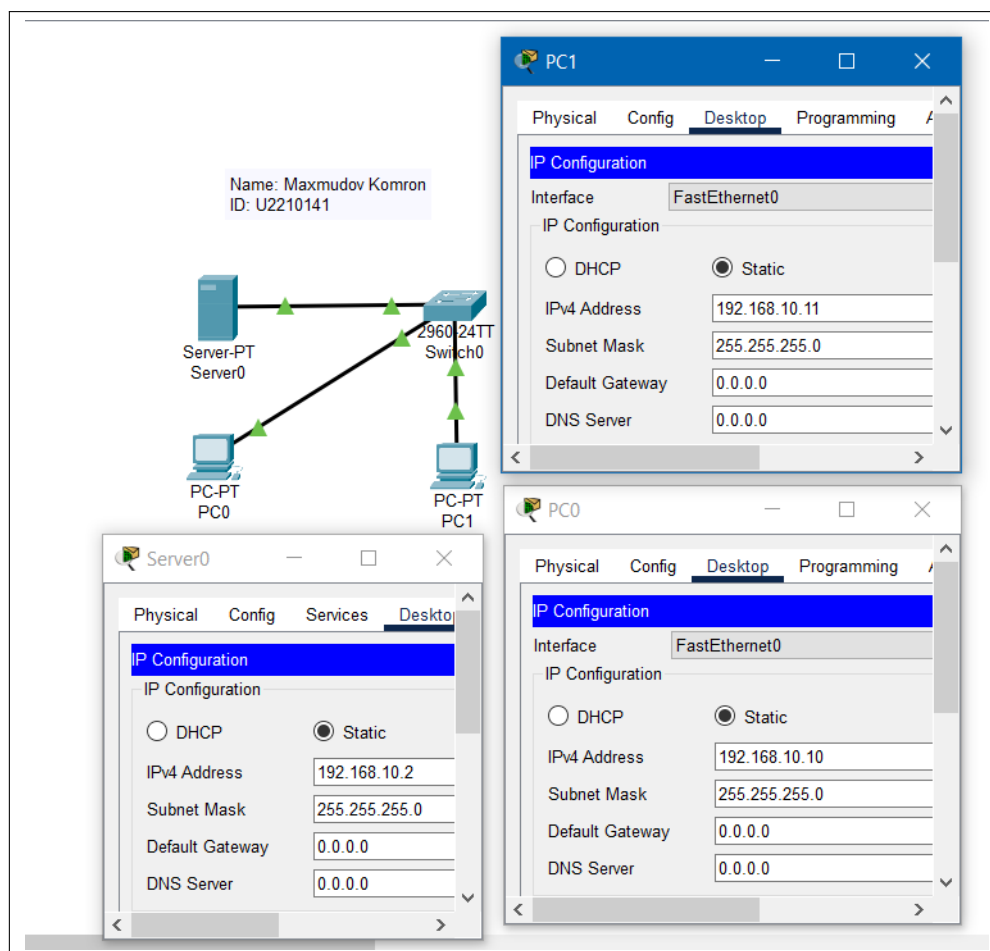 Name: Maxmudov Komron
ID: U2210141
Server-PT
Server0
2960-24TT
Switch0
PC-PT
PC0
PC-PT
PC1
PC1
Physical Config Desktop Programming
IP Configuration
Interface FastEthernet0
IP Configuration
DHCP Static
IPv4 Address 192.168.10.11
Subnet Mask 255.255.255.0
Default Gateway 0.0.0.0
DNS Server 0.0.0.0
Server0
Physical Config Services Deskto
IP Configuration
IP Configuration
DHCP Static
IPv4 Address 192.168.10.2
Subnet Mask 255.255.255.0
Default Gateway 0.0.0.0
DNS Server 0.0.0.0
PC0
Physical Config Desktop Programming
IP Configuration
Interface FastEthernet0
IP Configuration
DHCP Static
IPv4 Address 192.168.10.10
Subnet Mask 255.255.255.0
Default Gateway 0.0.0.0
DNS Server 0.0.0.0